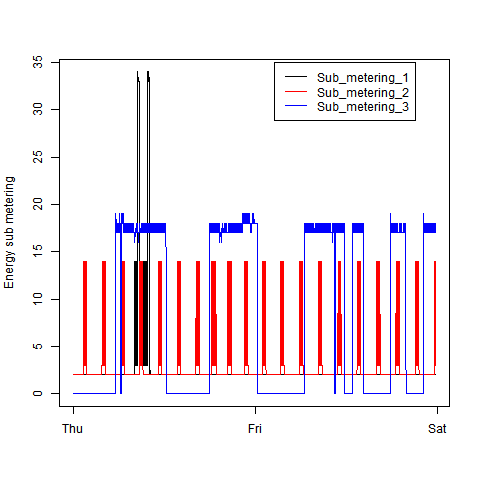 Sub_metering_1
Sub_metering_2
Sub_metering_3
Energy sub metering
35
30
25
20
15
10
5
0
Thu Fri Sat